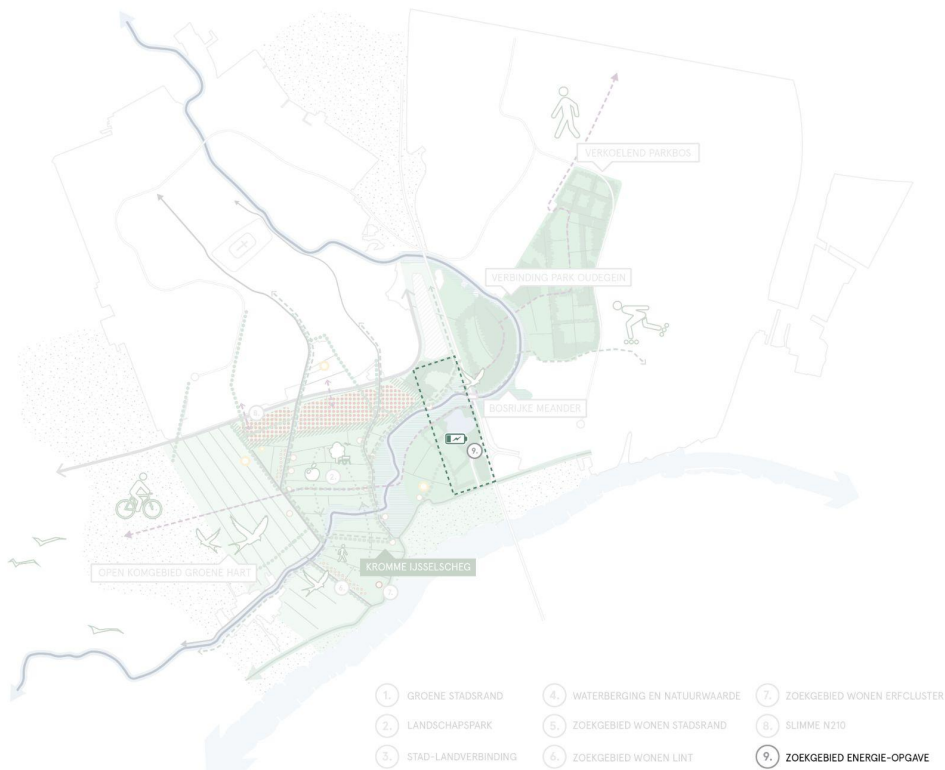 VERKOELEND PARKBOS
VERBINDING PARK OUDEGEIN
BOSRIJKE MEANDER
9.
KROMME IJSSELSCHEG
OPEN KOMGEBIED GROENE HART
1. GROENE STADSRAND
2. LANDSCHAPSPARK
3. STAD-LANDVERBINDING
4. WATERBERGING EN NATUURWAARDE
5. ZOEKGEBIED WONEN STADSRAND
6. ZOEKGEBIED WONEN LINT
7. ZOEKGEBIED WONEN ERFCLUSTER
8. SLIMME N210
9. ZOEKGEBIED ENERGIE-OPGAVE